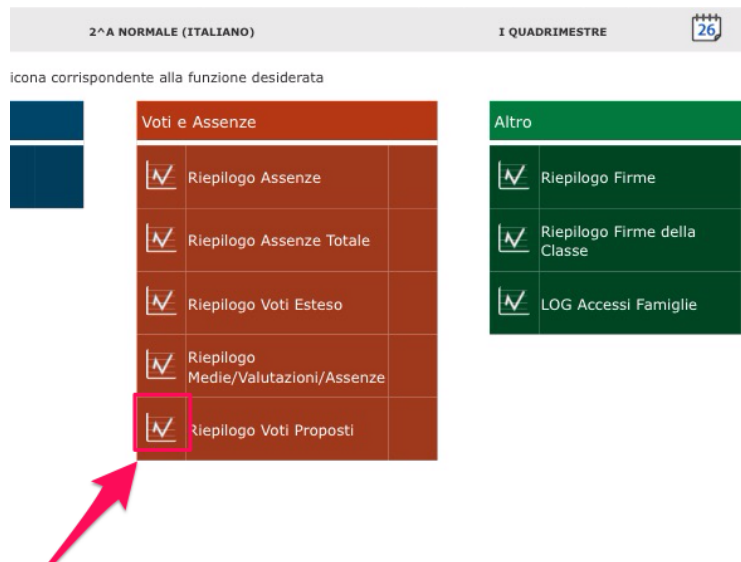 2^A NORMALE (ITALIANO)
I QUADRIMESTRE
26
icona corrispondente alla funzione desiderata
Voti e Assenze
Riepilogo Assenze
Riepilogo Assenze Totale
Riepilogo Voti Esteso
Riepilogo
Medie/Valutazioni/Assenze
Riepilogo Voti Proposti
Altro
Riepilogo Firme
Riepilogo Firme della
Classe
LOG Accessi Famiglie